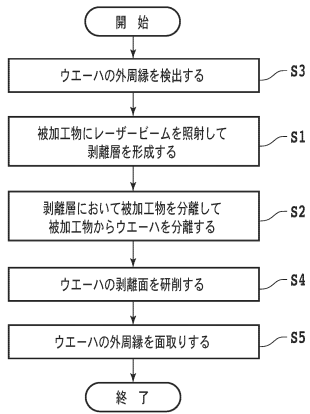 開 始
ウエーハの外周縁を検出する
S3
被加工物にレーザービームを照射して
剥離層を形成する
S1
剥離層において被加工物を分離して
被加工物からウエーハを分離する
S2
ウエーハの剥離面を研削する
S4
ウエーハの外周縁を面取りする
S5
終 了